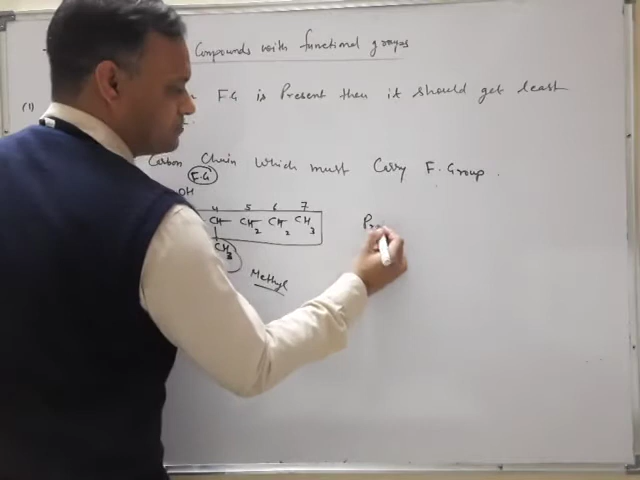 Compounds with functional groups
(1) FG is Present then it should get least
Carbon Chain Which must Carry F. Group.
F.G
OH
4 5 6 7
CH - CH2 CH2 CH3
CH3
Methyl